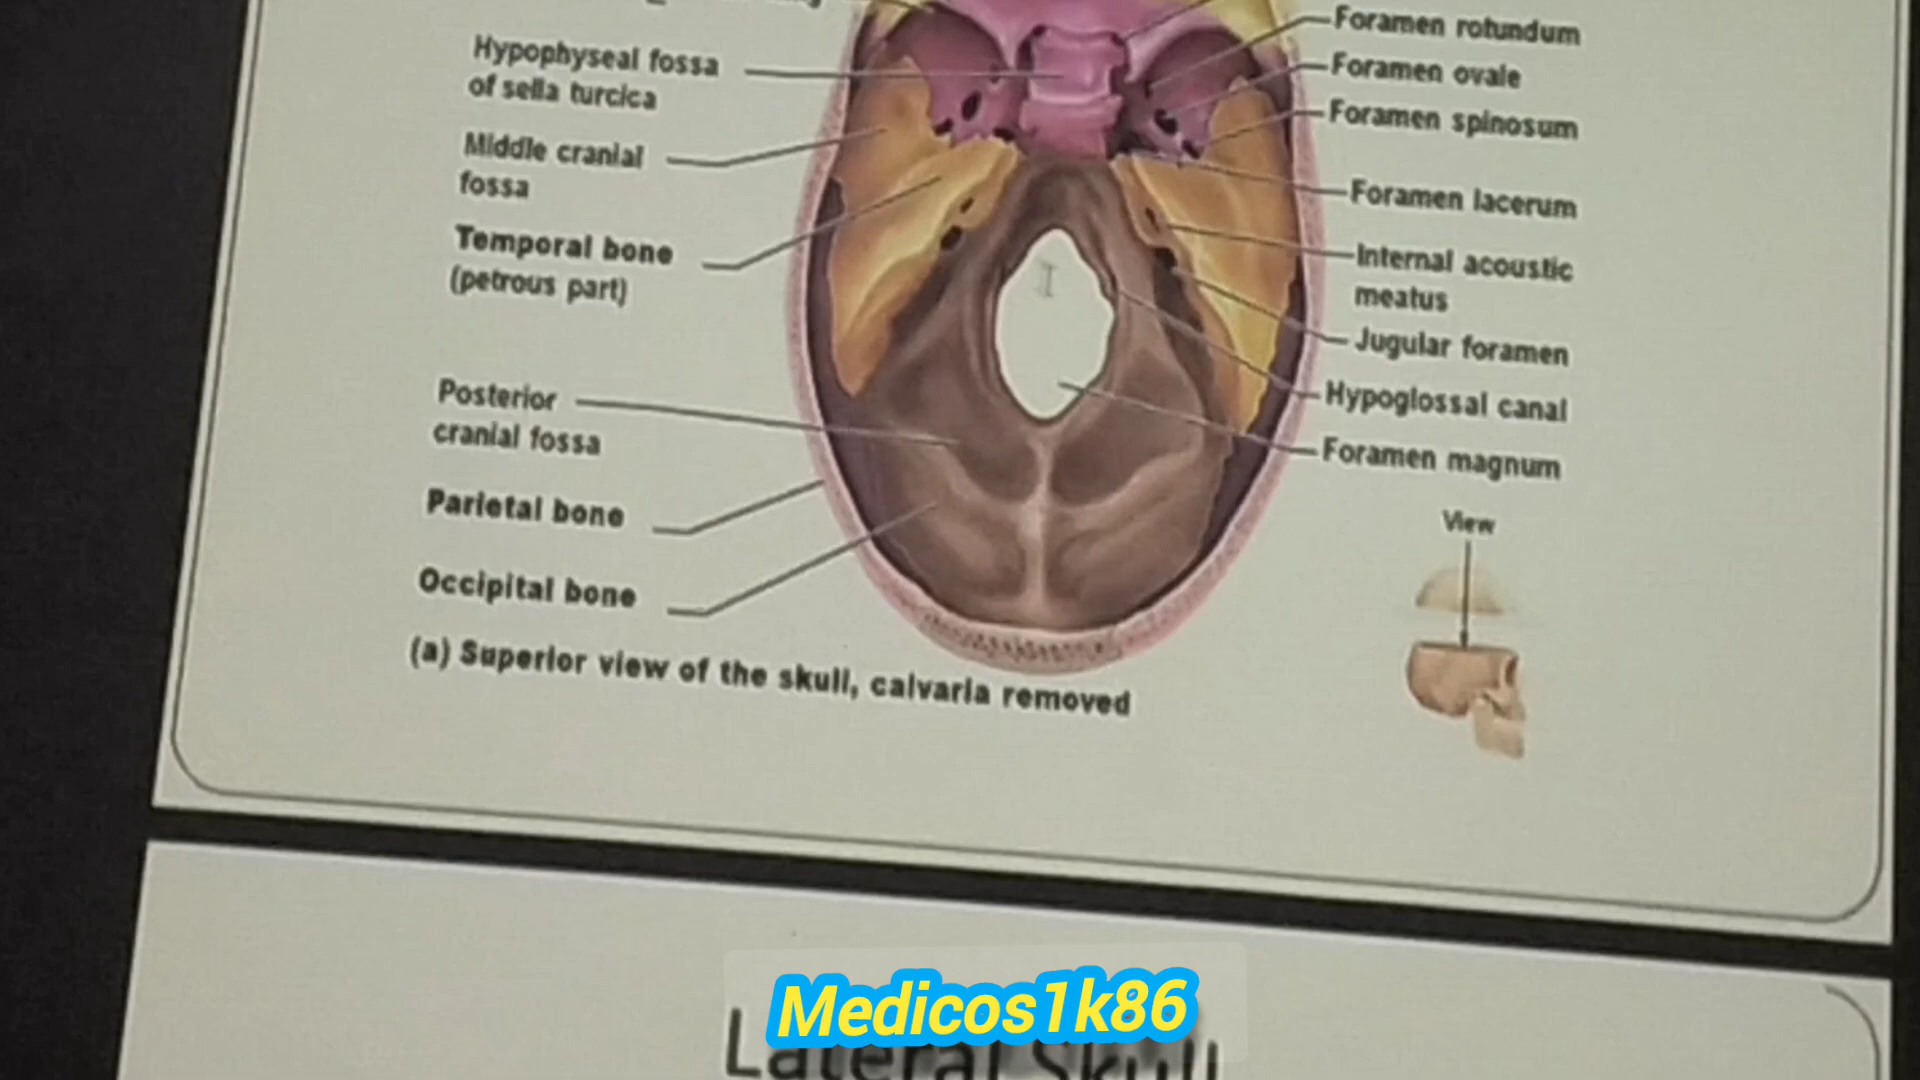 Hypophyseal fossa
of sella turcica
Middle cranial
fossa
Temporal bone
(petrous part)
Posterior
cranial fossa
Parietal bone
Occipital bone
Foramen rotundum
Foramen ovale
Foramen spinosum
Foramen lacerum
Internal acoustic
meatus
Jugular foramen
Hypoglossal canal
Foramen magnum
View
(a) Superior view of the skull, calvaria removed
Medicos1k86
Lateral Skull